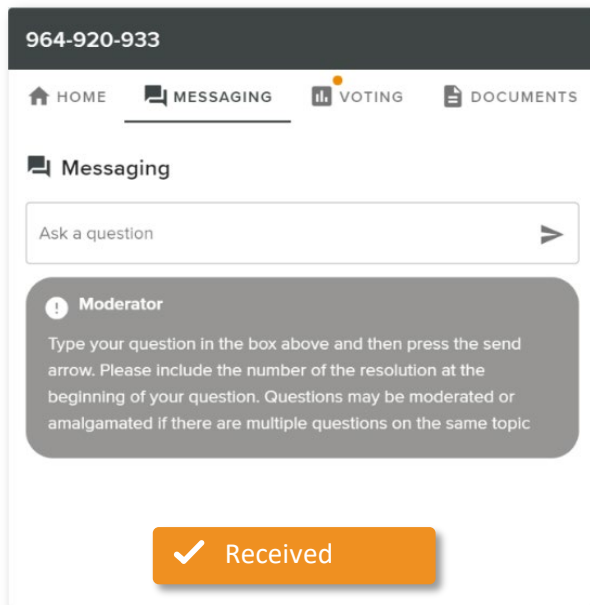 964-920-933
HOME MESSAGING VOTING DOCUMENTS
Messaging
Ask a question
Moderator
Type your question in the box above and then press the send
arrow. Please include the number of the resolution at the
beginning of your question. Questions may be moderated or
amalgamated if there are multiple questions on the same topic
Received